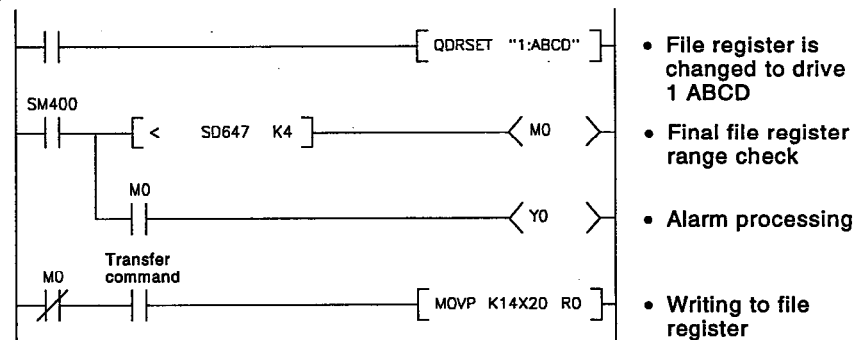 QDRSET "1:ABCD"
• File register is
changed to drive
1 ABCD
SM400
< SD647 K4
M0
• Final file register
range check
M0
Y0
• Alarm processing
M0
Transfer
command
MOVP K14X20 R0
• Writing to file
register